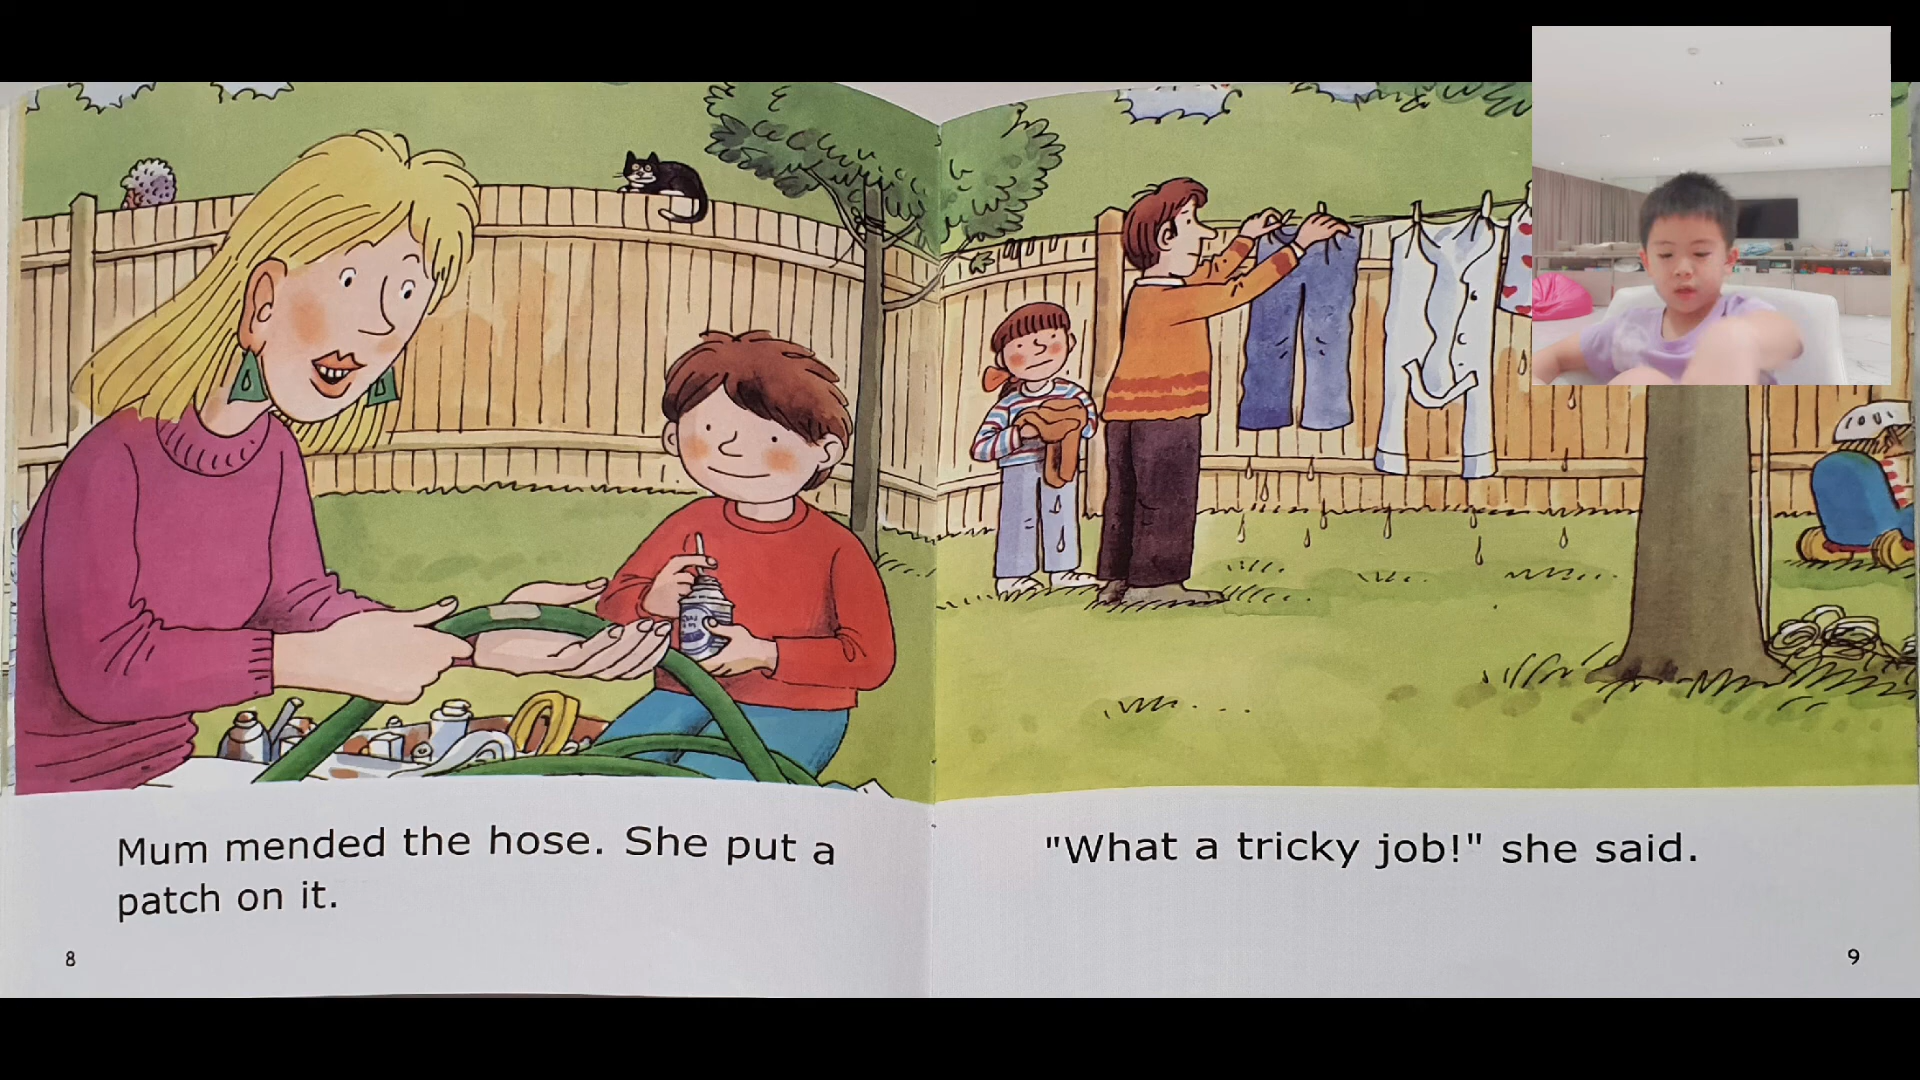 Mum mended the hose. She put a
patch on it.
8
"What a tricky job!" she said.
9